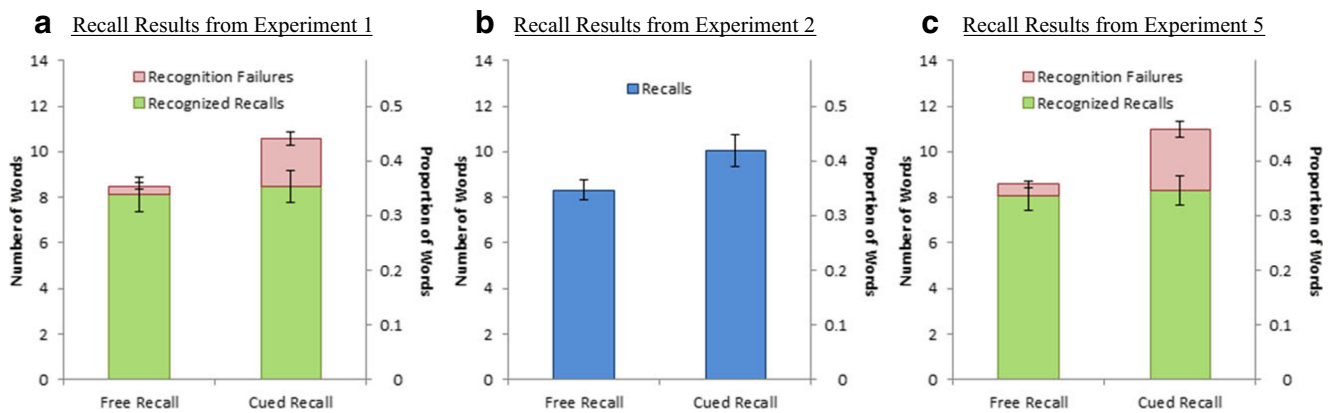 a Recall Results from Experiment 1
14
12
10
8
6
4
2
0
Number of Words
Recognition Failures
Recognized Recalls
0.5
0.4
0.3
0.2
0.1
0
Proportion of Words
Free Recall Cued Recall
b Recall Results from Experiment 2
14
12
10
8
6
4
2
0
Number of Words
Recalls
0.5
0.4
0.3
0.2
0.1
0
Proportion of Words
Free Recall Cued Recall
c Recall Results from Experiment 5
14
12
10
8
6
4
2
0
Number of Words
Recognition Failures
Recognized Recalls
0.5
0.4
0.3
0.2
0.1
0
Proportion of Words
Free Recall Cued Recall